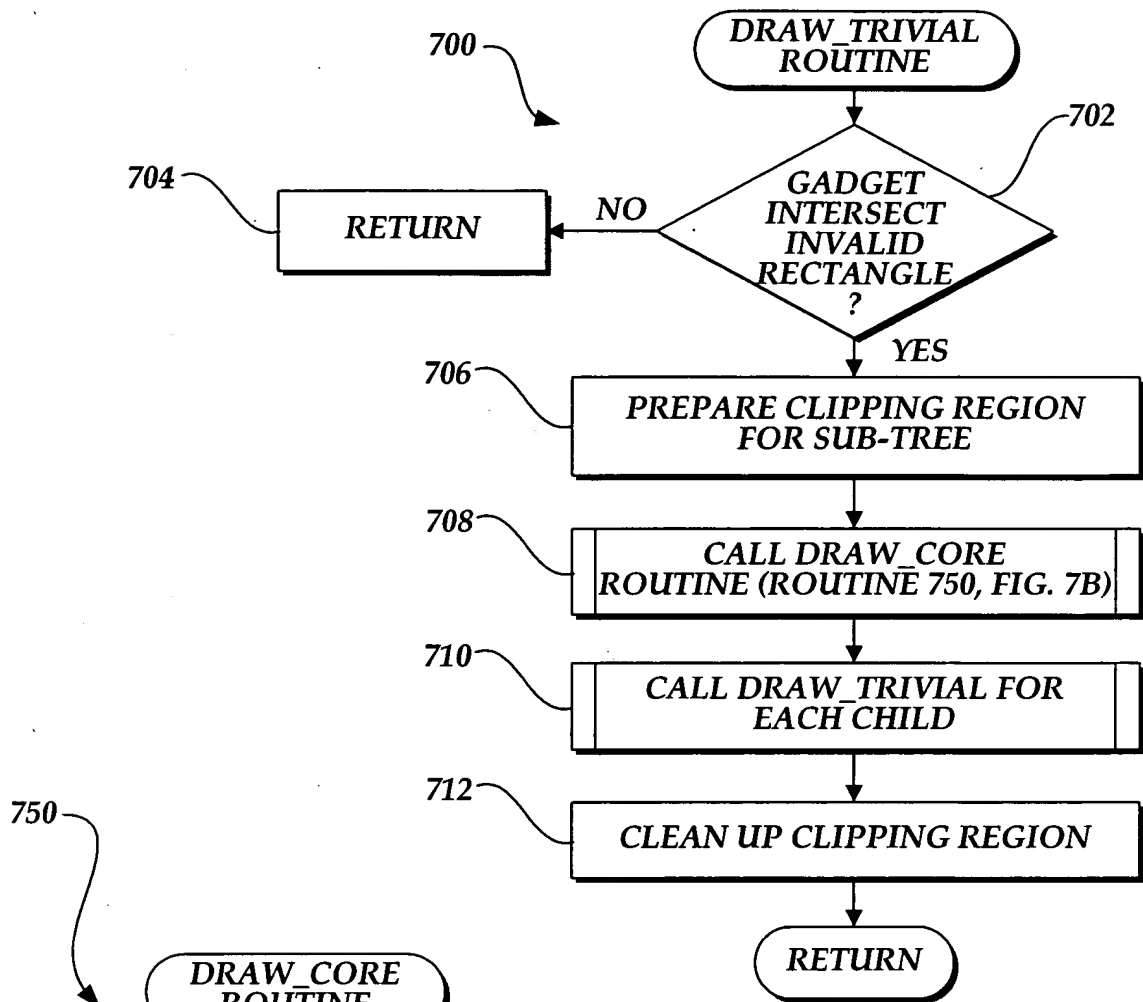 700
DRAW_TRIVIAL
ROUTINE
702
704
RETURN
NO
GADGET
INTERSECT
INVALID
RECTANGLE
?
YES
706
PREPARE CLIPPING REGION
FOR SUB-TREE
708
CALL DRAW_CORE
ROUTINE (ROUTINE 750, FIG. 7B)
710
CALL DRAW_TRIVIAL FOR
EACH CHILD
712
CLEAN UP CLIPPING REGION
RETURN
750
DRAW_CORE
ROUTINE